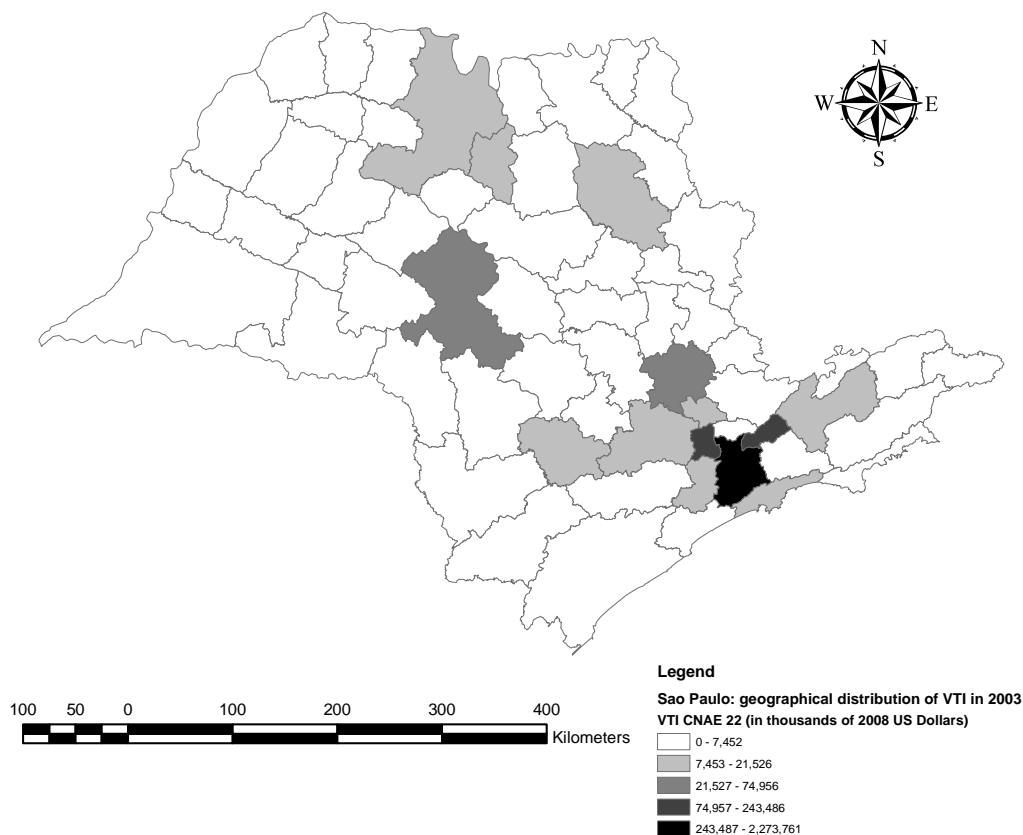 N
W E
S
100 50 0 100 200 300 400
Kilometers
Legend
Sao Paulo: geographical distribution of VTI in 2003
VTI CNAE 22 (in thousands of 2008 US Dollars)
0 - 7,452
7,453 - 21,526
21,527 - 74,956
74,957 - 243,486
243,487 - 2,273,761